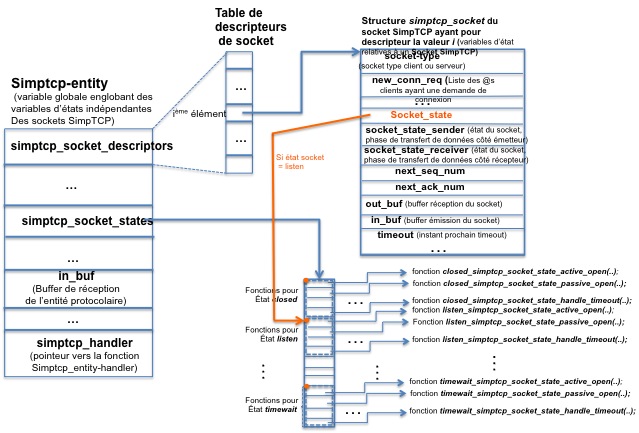 Table de
descripteurs
de socket
Structure simptcp_socket du
socket SimpTCP ayant pour
descripteur la valeur i (variables d'état
relatives à un Socket SimpTCP)
socket-type
(socket type client ou serveur)
new_conn_req (Liste des @s
clients ayant une demande de
connexion
...
Socket_state
socket_state_sender (état du socket,
phase de transfert de données côté émetteur)
socket_state_receiver (état du socket,
phase de transfert de données côté récepteur)
next_seq_num
next_ack_num
out_buf (buffer réception du socket)
in_buf (buffer émission du socket)
timeout (instant prochain timeout)
...
Simptcp-entity
(variable globale englobant des
variables d'états indépendantes
Des sockets SimpTCP)
simptcp_socket_descriptors
...
simptcp_socket_states
...
in_buf
(Buffer de réception
de l'entité protocolaire)
...
simptcp_handler
(pointeur vers la fonction
Simptcp_entity-handler)
...
ième élément
...
Si état socket
= listen
Fonctions pour
État closed
Fonctions pour
État listen
...
Fonctions pour
État timewait
fonction closed_simptcp_socket_state_active_open(..);
fonction closed_simptcp_socket_state_passive_open(..);
...
fonction closed_simptcp_socket_state_handle_timeout(..);
fonction listen_simptcp_socket_state_active_open(..);
Fonction listen_simptcp_socket_state_passive_open(..);
...
fonction listen_simptcp_socket_state_handle_timeout(..);
...
...
fonction timewait_simptcp_socket_state_active_open(..);
fonction timewait_simptcp_socket_state_passive_open(..);
...
fonction timewait_simptcp_socket_state_handle_timeout(..);